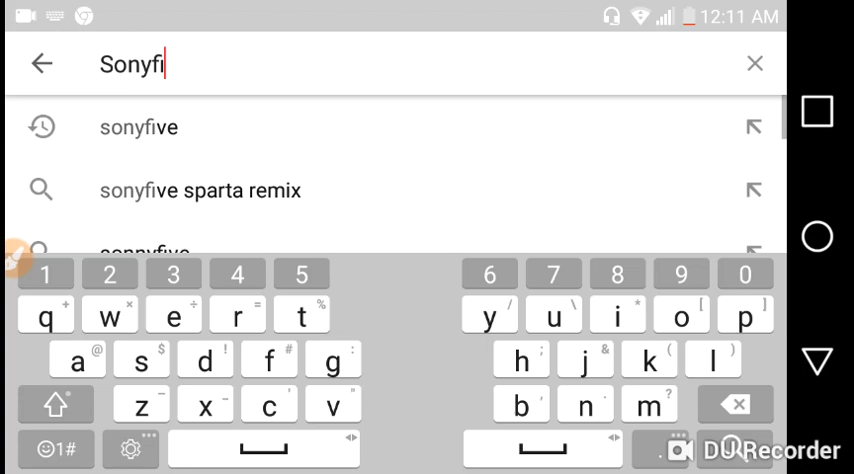 12:11 AM
Sonyfi
sonyfive
sonyfive sparta remix
sonnyfive
1 2 3 4 5 6 7 8 9 0
q + w × e ÷ r = t % y / u \ i * o [ p ]
a @ s $ d ! f # g : h ; j & k ( l )
z - x _ c ' v " b , n . m ?
1# .
DU Recorder